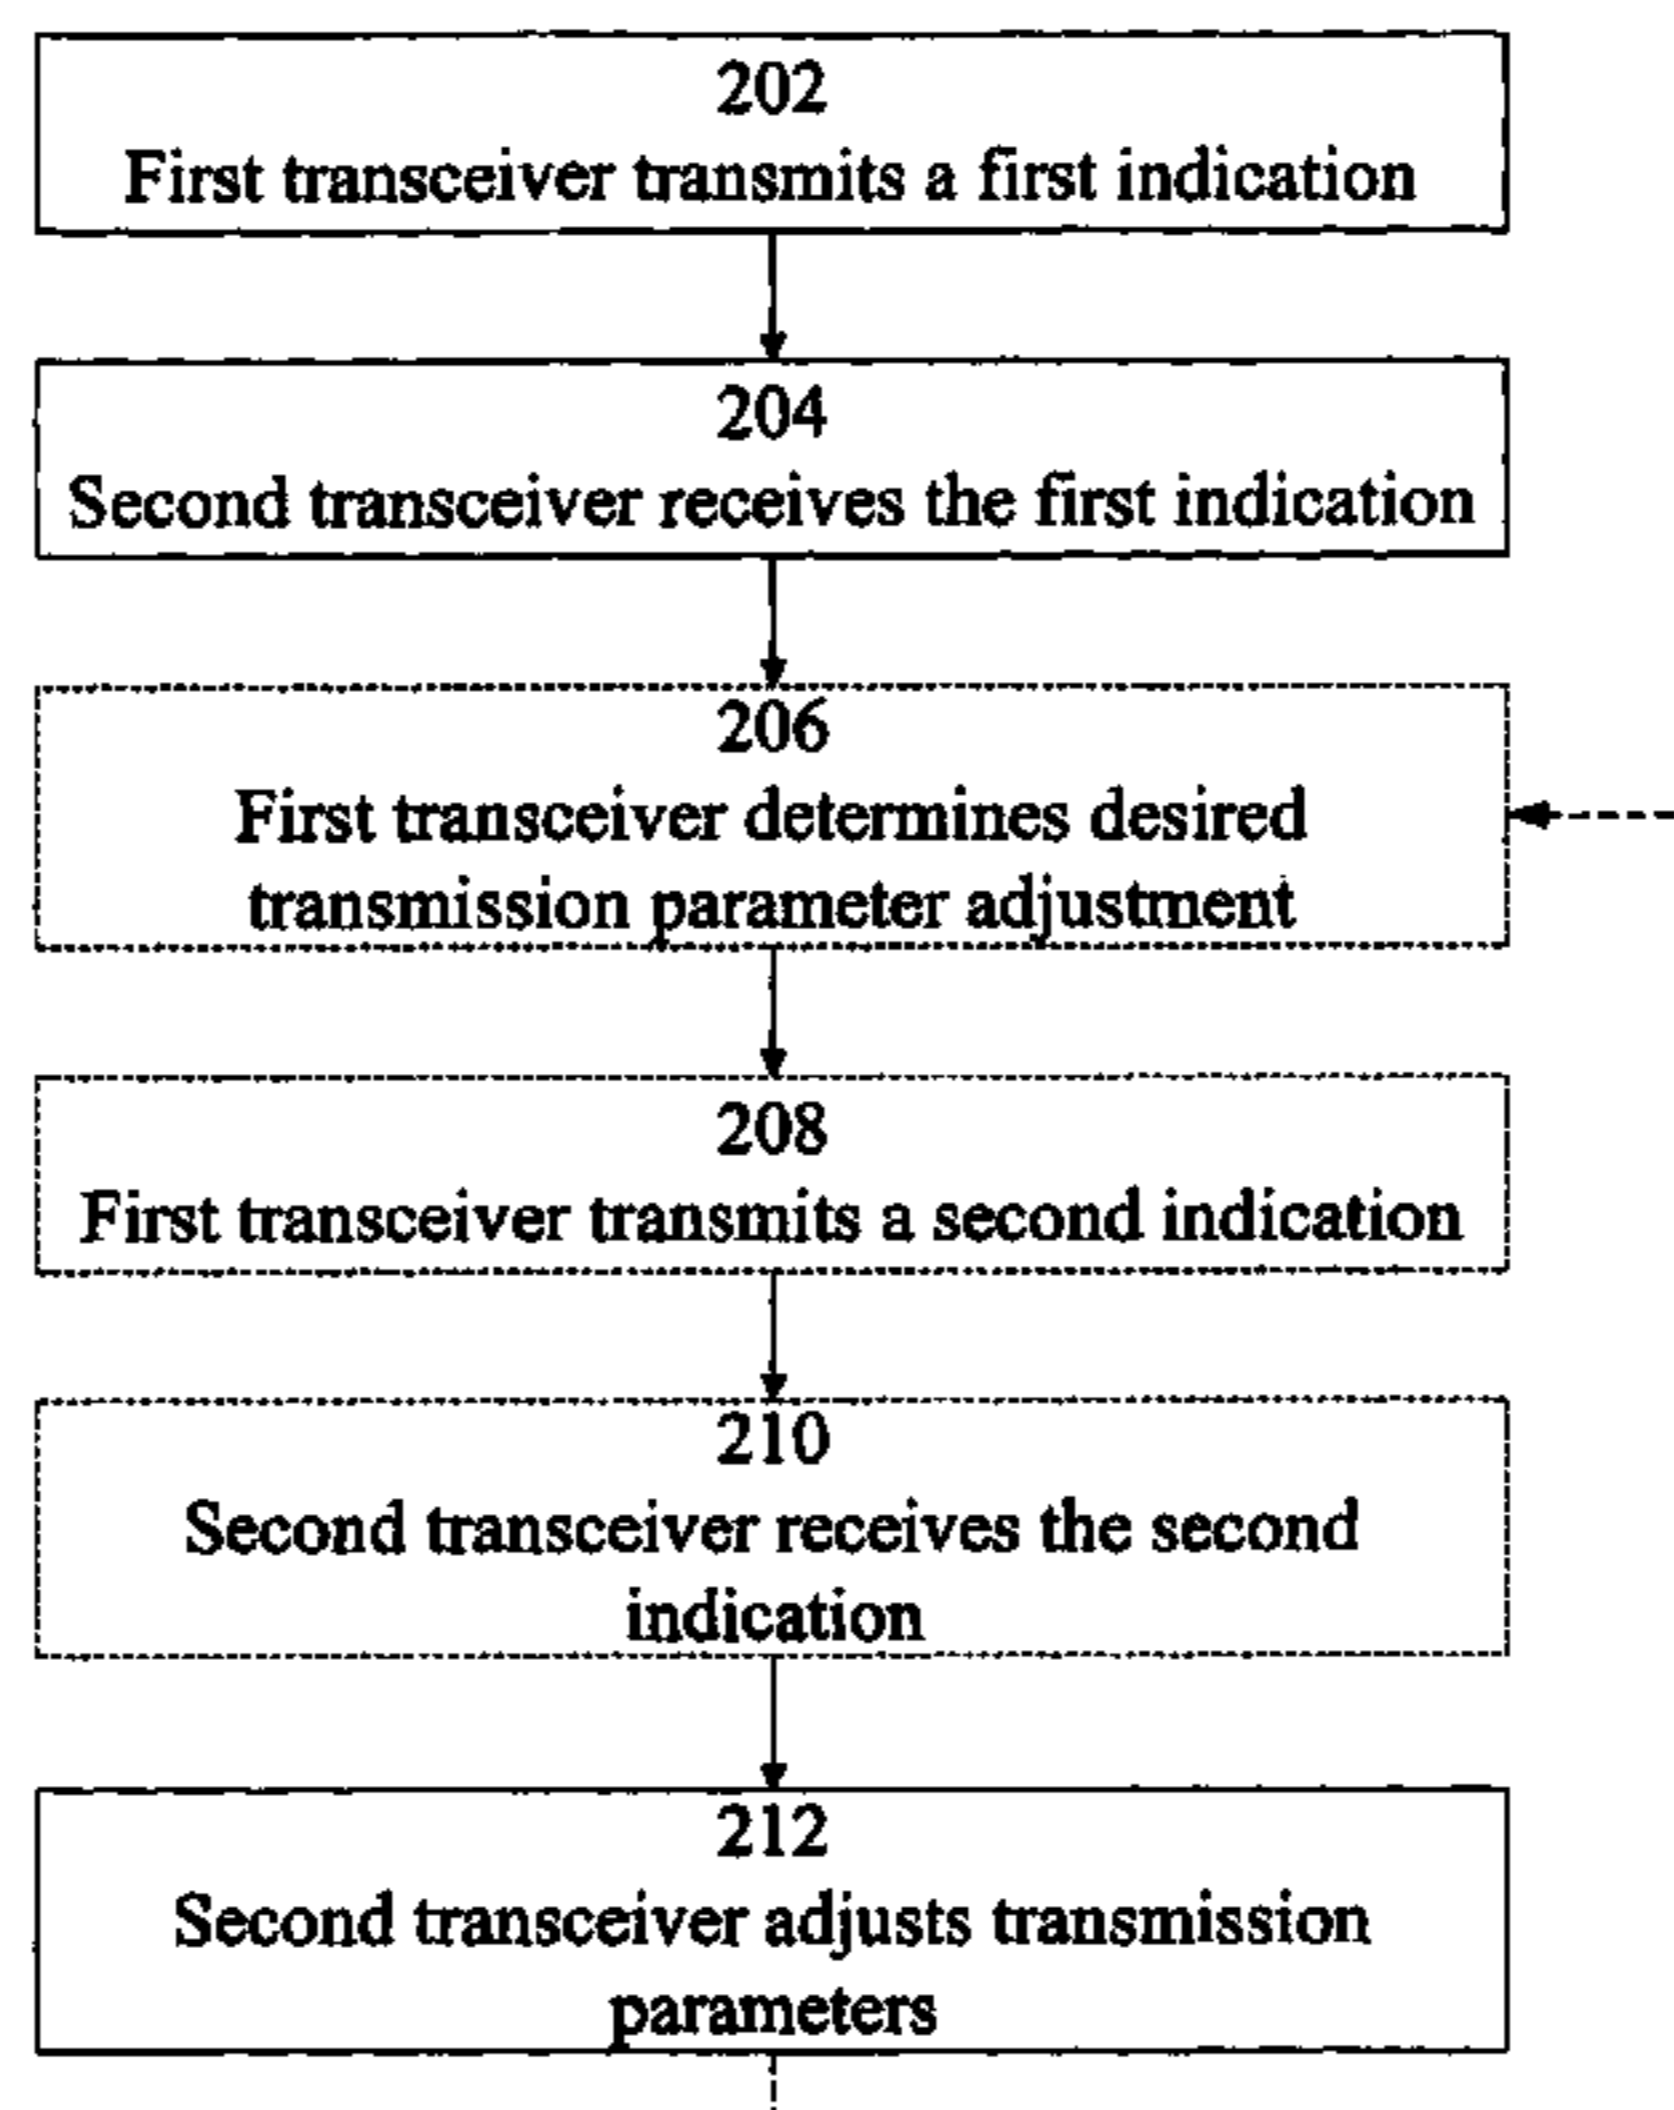 202
First transceiver transmits a first indication
204
Second transceiver receives the first indication
206
First transceiver determines desired
transmission parameter adjustment
208
First transceiver transmits a second indication
210
Second transceiver receives the second
indication
212
Second transceiver adjusts transmission
parameters